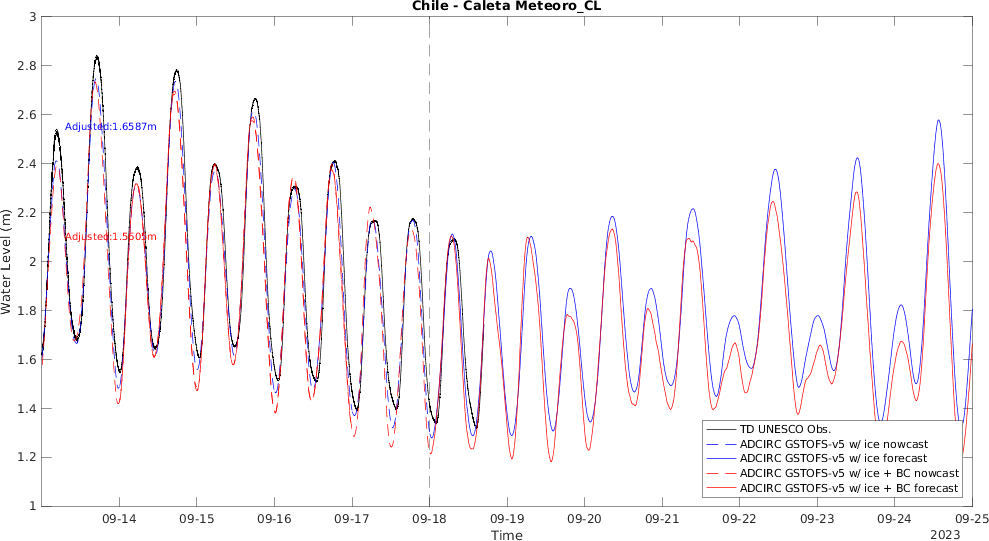 Chile - Caleta Meteoro_CL
3
2.8
2.6
2.4
2.2
2
1.8
1.6
1.4
1.2
1
Water Level (m)
Adjusted:1.6587m
Adjusted:1.5505m
TD UNESCO Obs.
ADCIRC GSTOFS-v5 w/ ice nowcast
ADCIRC GSTOFS-v5 w/ ice forecast
ADCIRC GSTOFS-v5 w/ ice + BC nowcast
ADCIRC GSTOFS-v5 w/ ice + BC forecast
09-14 09-15 09-16 09-17 09-18 09-19 09-20 09-21 09-22 09-23 09-24 09-25
Time
2023